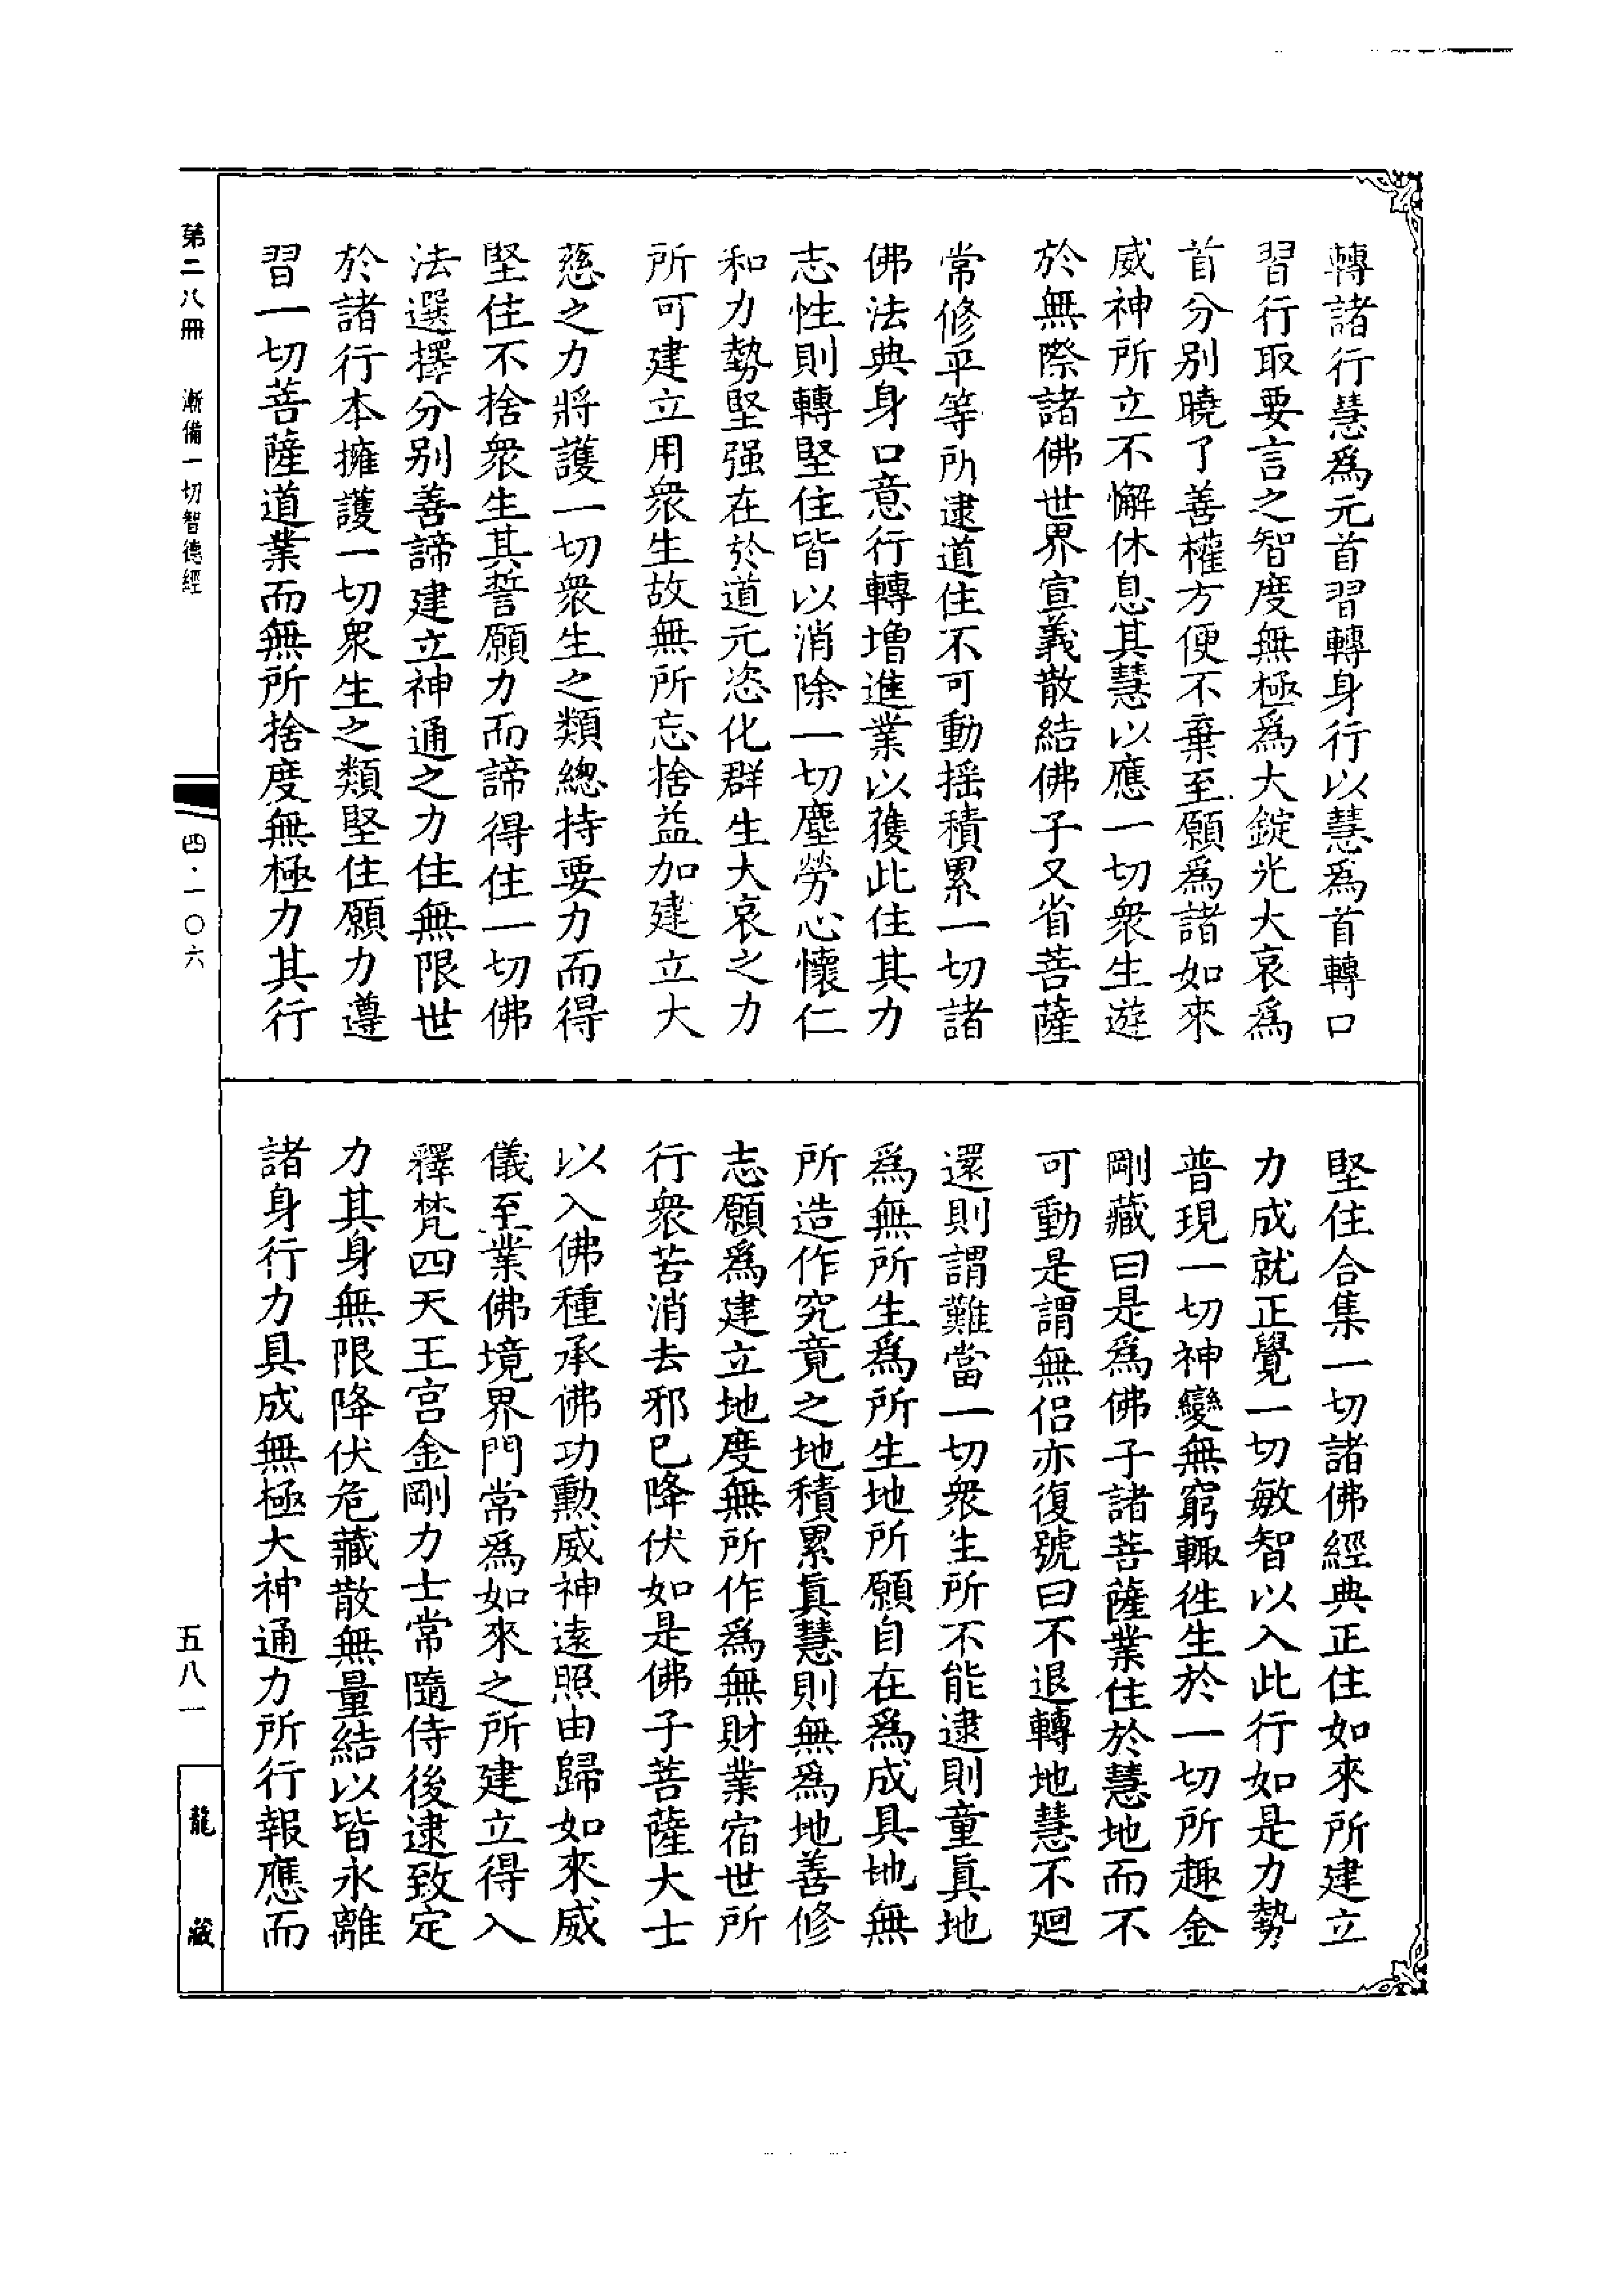 轉諸行慧爲元首習轉身行以慧爲首轉口
習行取要言之智度無極爲大錠光大哀爲
首分别曉了善權方便不棄至願爲諸如來
威神所立不懈休息其慧以應一切衆生遊
於無際諸佛世界宣義散結佛子又省菩薩
常修平等所逮道住不可動搖積累一切諸
佛法典身口意行轉增進業以獲此住其力
志性則轉堅住皆以消除一切塵勞心懷仁
和力勢堅强在於道元恣化群生大哀之力
所可建立用衆生故無所忘捨益加建立大
慈之力將護一切衆生之類總持要力而得
堅住不捨衆生其誓願力而諦得住一切佛
法選擇分别善諦建立神通之力住無限世
於諸行本擁護一切衆生之類堅住願力遵
習一切菩薩道業而無所捨度無極力其行
堅住合集一切諸佛經典正住如來所建立
力成就正覺一切敏智以入此行如是力勢
普現一切神變無窮輙徃生於一切所趣金
剛藏曰是爲佛子諸菩薩業住於慧地而不
可動是謂無侣亦復號曰不退轉地慧不廻
還則謂難當一切衆生所不能逮則童眞地
爲無所生爲所生地所願自在爲成具地無
所造作究竟之地積累眞慧則無爲地善修
志願爲建立地度無所作爲無財業宿世所
行衆苦消去邪已降伏如是佛子菩薩大士
以入佛種承佛功勳威神遠照由歸如來威
儀至業佛境界門常爲如來之所建立得入
釋梵四天王宫金剛力士常隨侍後逮致定
力其身無限降伏危藏散無量結以皆永離
諸身行力具成無極大神通力所行報應而
第二八冊 漸備一切智德經
四·一〇六
五八一
龍藏